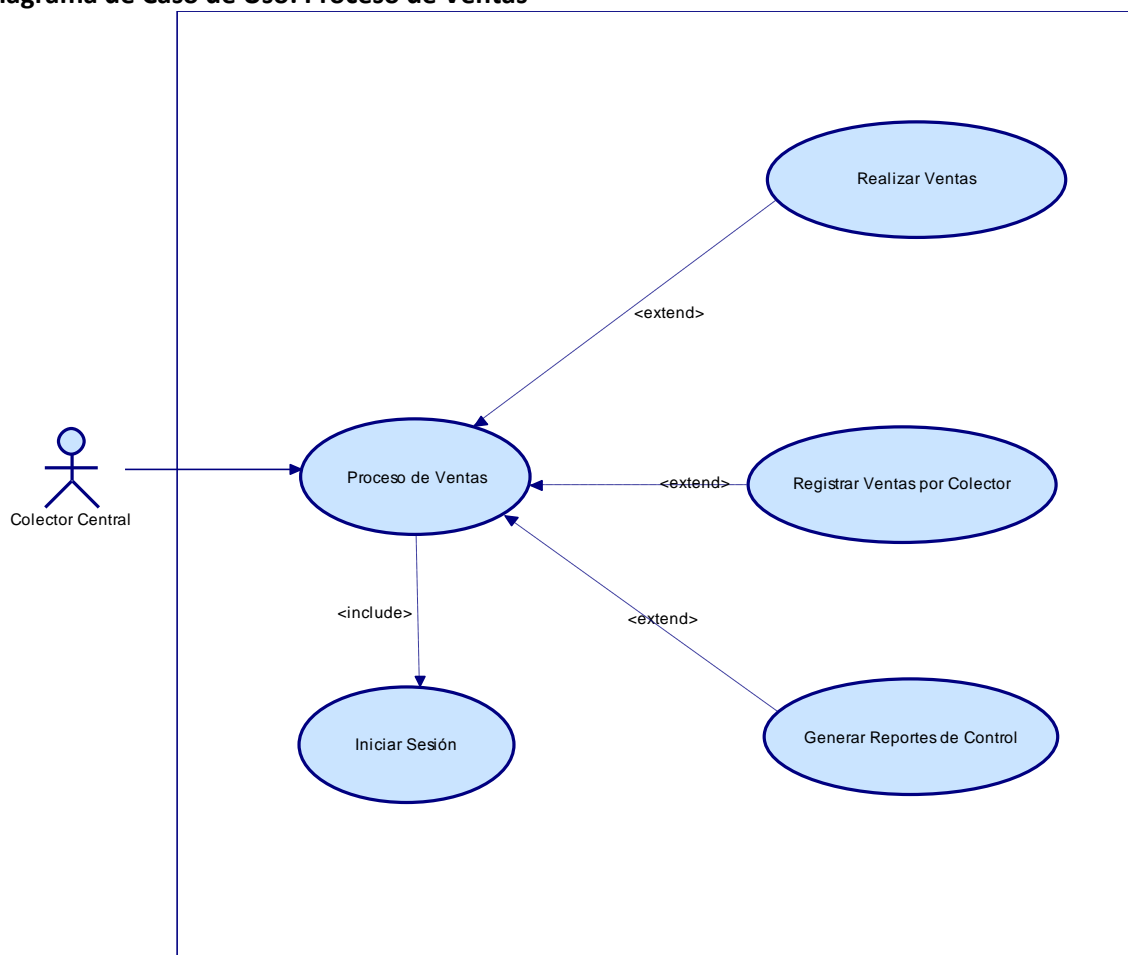 de Caso de Uso: Proceso de Ventas
Realizar Ventas
<extend>
Proceso de Ventas
<extend>
Registrar Ventas por Colector
Colector Central
<include>
<extend>
Iniciar Sesión
Generar Reportes de Control